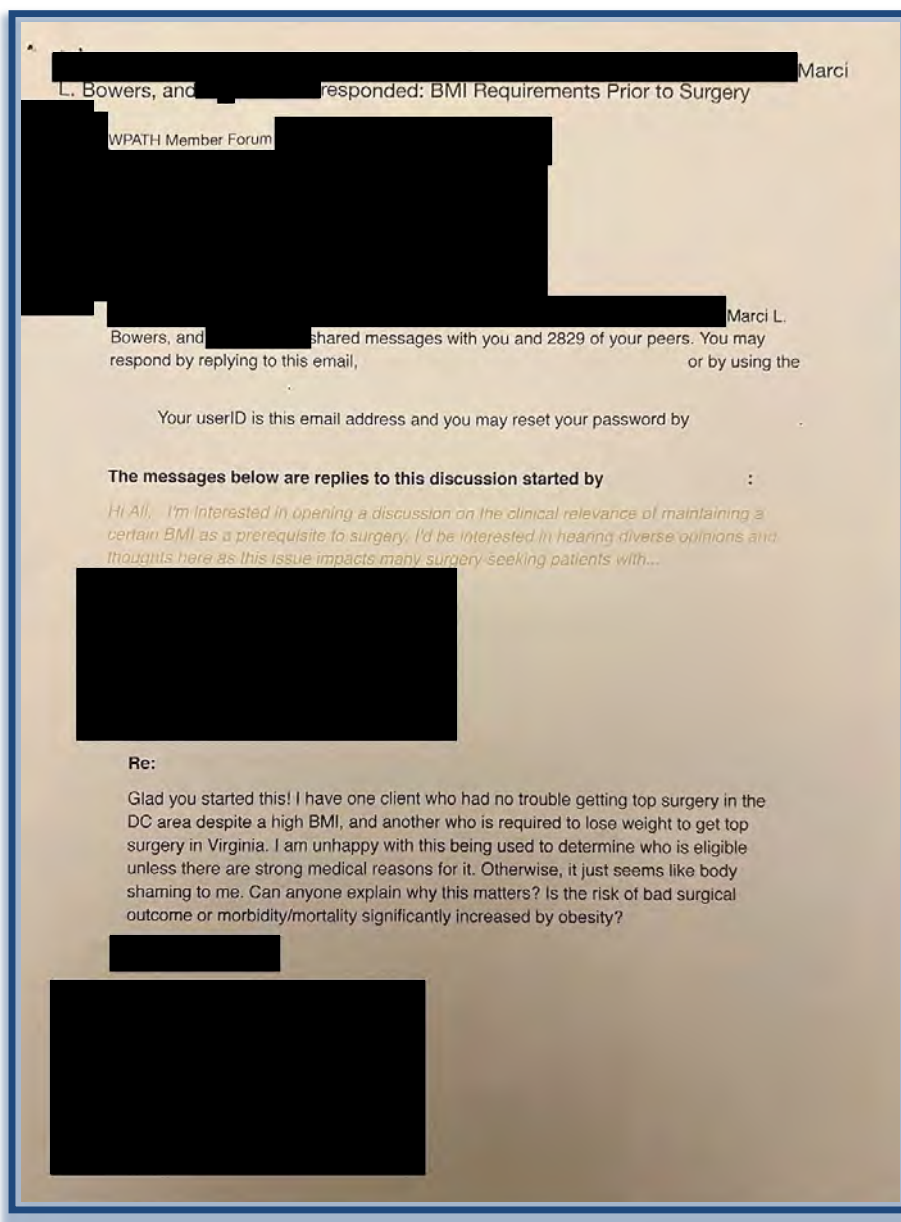 Marci
L. Bowers, and responded: BMI Requirements Prior to Surgery
WPATH Member Forum
Marci L.
Bowers, and shared messages with you and 2829 of your peers. You may
respond by replying to this email, or by using the
Your userID is this email address and you may reset your password by .
The messages below are replies to this discussion started by :
Hi All, I'm interested in opening a discussion on the clinical relevance of maintaining a
certain BMI as a prerequisite to surgery. I'd be interested in hearing diverse opinions and
thoughts here as this issue impacts many surgery seeking patients with...
Re:
Glad you started this! I have one client who had no trouble getting top surgery in the
DC area despite a high BMI, and another who is required to lose weight to get top
surgery in Virginia. I am unhappy with this being used to determine who is eligible
unless there are strong medical reasons for it. Otherwise, it just seems like body
shaming to me. Can anyone explain why this matters? Is the risk of bad surgical
outcome or morbidity/mortality significantly increased by obesity?